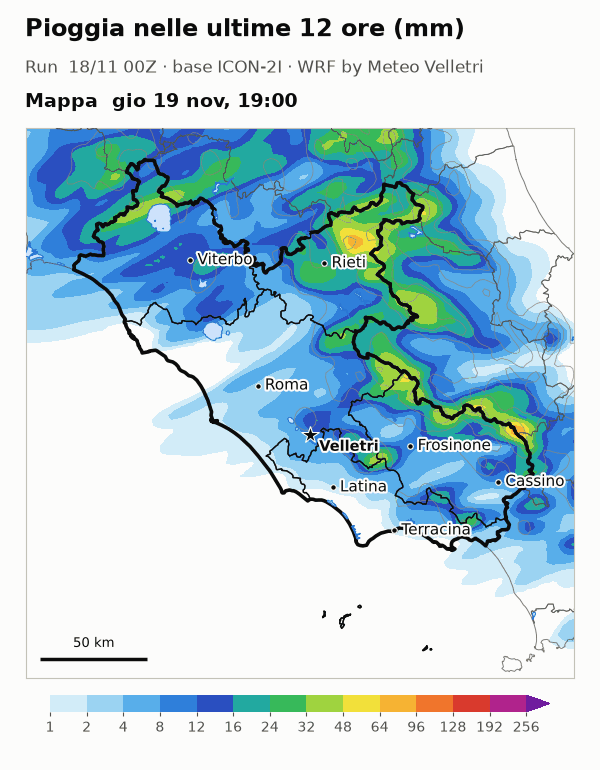 Pioggia nelle ultime 12 ore (mm)
Run  18/11 00Z · base ICON-2I · WRF by Meteo Velletri
Mappa  gio 19 nov, 19:00
Viterbo
Rieti
Roma
Velletri
Frosinone
Cassino
Latina
Terracina
50 km
1 2 4 8 12 16 24 32 48 64 96 128 192 256